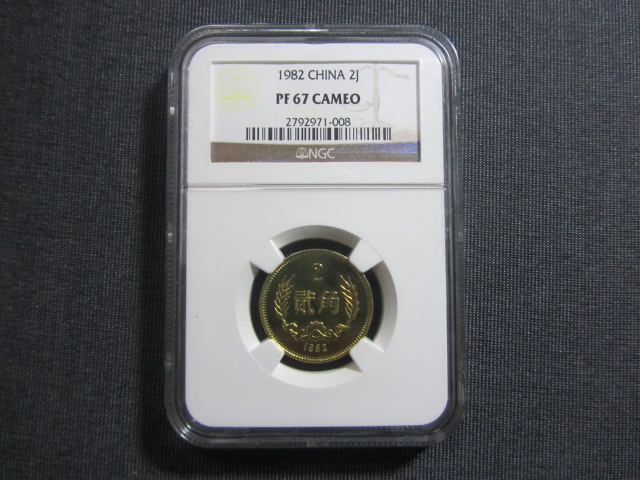 1982 CHINA 2J
PF 67 CAMEO
2792971-008
NGC
2
贰角
1982